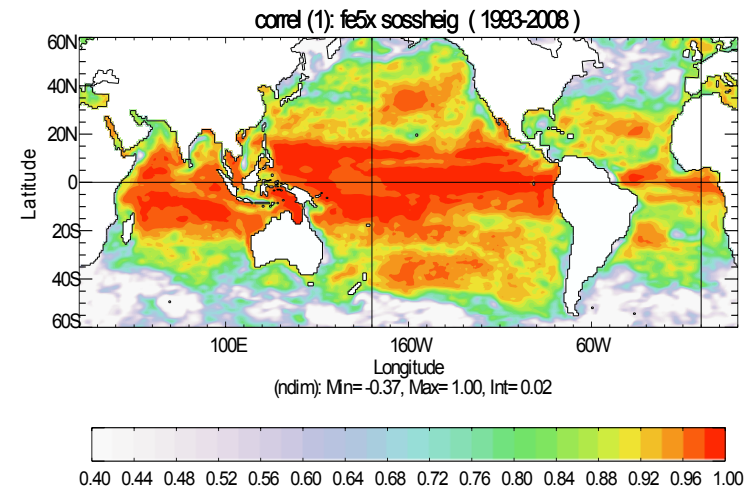 correl (1): fe5x sossheig ( 1993-2008 )
60N
40N
20N
0
20S
40S
60S
Latitude
100E 160W 60W
Longitude
(ndim): Min= -0.37, Max= 1.00, Int= 0.02
0.40 0.44 0.48 0.52 0.56 0.60 0.64 0.68 0.72 0.76 0.80 0.84 0.88 0.92 0.96 1.00